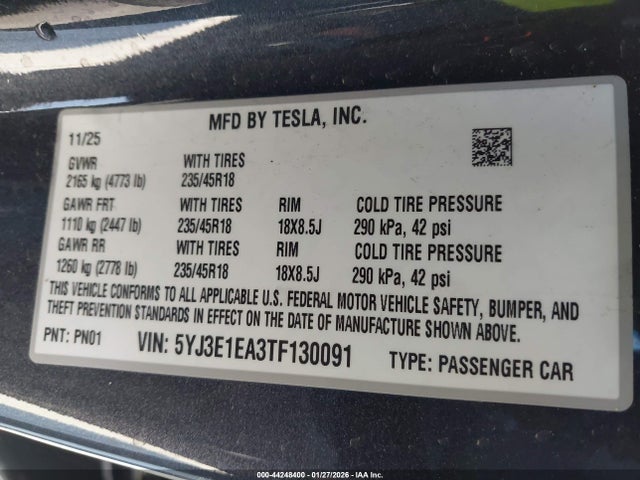 MFD BY TESLA, INC.
11/25
GVWR WITH TIRES
2165 kg (4773 lb) 235/45R18
GAWR FRT WITH TIRES RIM COLD TIRE PRESSURE
1110 kg (2447 lb) 235/45R18 18X8.5J 290 kPa, 42 psi
GAWR RR WITH TIRES RIM COLD TIRE PRESSURE
1260 kg (2778 lb) 235/45R18 18X8.5J 290 kPa, 42 psi
*THIS VEHICLE CONFORMS TO ALL APPLICABLE U.S. FEDERAL MOTOR VEHICLE SAFETY, BUMPER, AND
THEFT PREVENTION STANDARDS IN EFFECT ON THE DATE OF MANUFACTURE SHOWN ABOVE.
PNT: PN01 VIN: 5YJ3E1EA3TF130091 TYPE: PASSENGER CAR
000-44248400 - 01/27/2026 - IAA Inc.